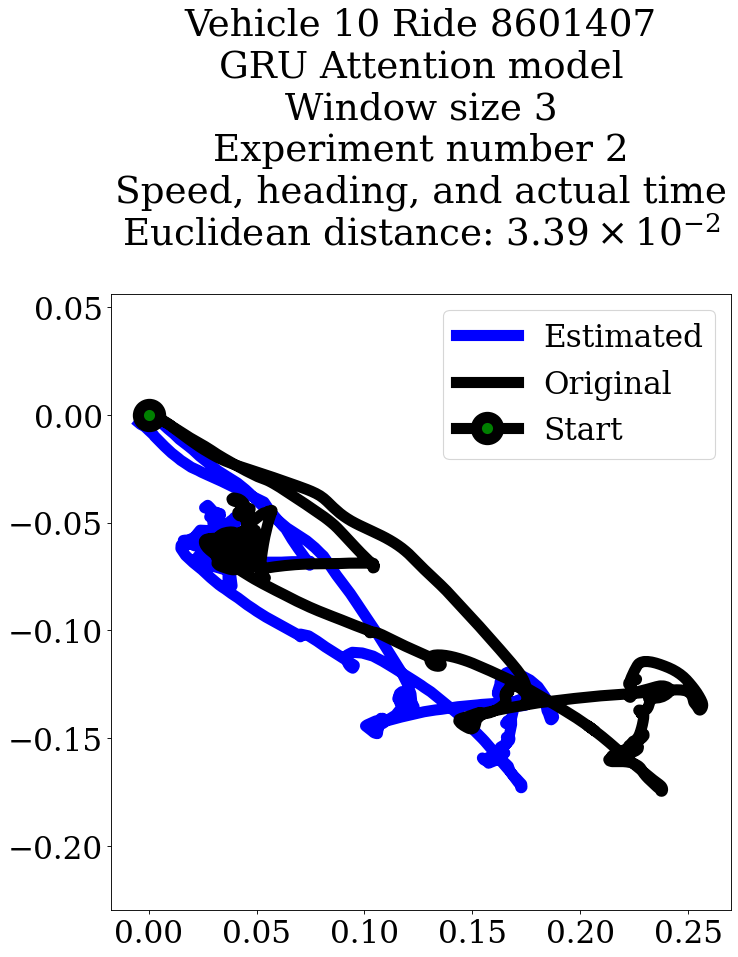 Vehicle 10 Ride 8601407
GRU Attention model
Window size 3
Experiment number 2
Speed, heading, and actual time
Euclidean distance: 3.39 × 10⁻²
Estimated
Original
Start
0.05
0.00
−0.05
−0.10
−0.15
−0.20
0.00 0.05 0.10 0.15 0.20 0.25